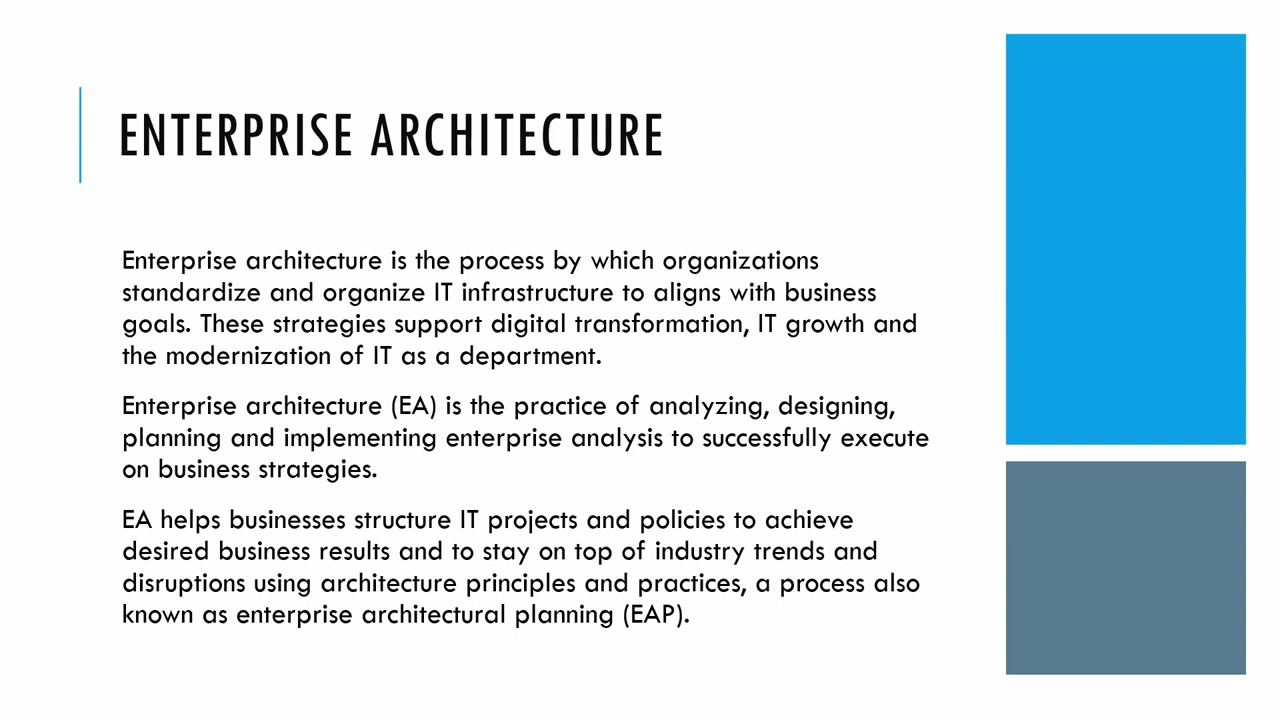 ENTERPRISE ARCHITECTURE
Enterprise architecture is the process by which organizations
standardize and organize IT infrastructure to aligns with business
goals. These strategies support digital transformation, IT growth and
the modernization of IT as a department.
Enterprise architecture (EA) is the practice of analyzing, designing,
planning and implementing enterprise analysis to successfully execute
on business strategies.
EA helps businesses structure IT projects and policies to achieve
desired business results and to stay on top of industry trends and
disruptions using architecture principles and practices, a process also
known as enterprise architectural planning (EAP).